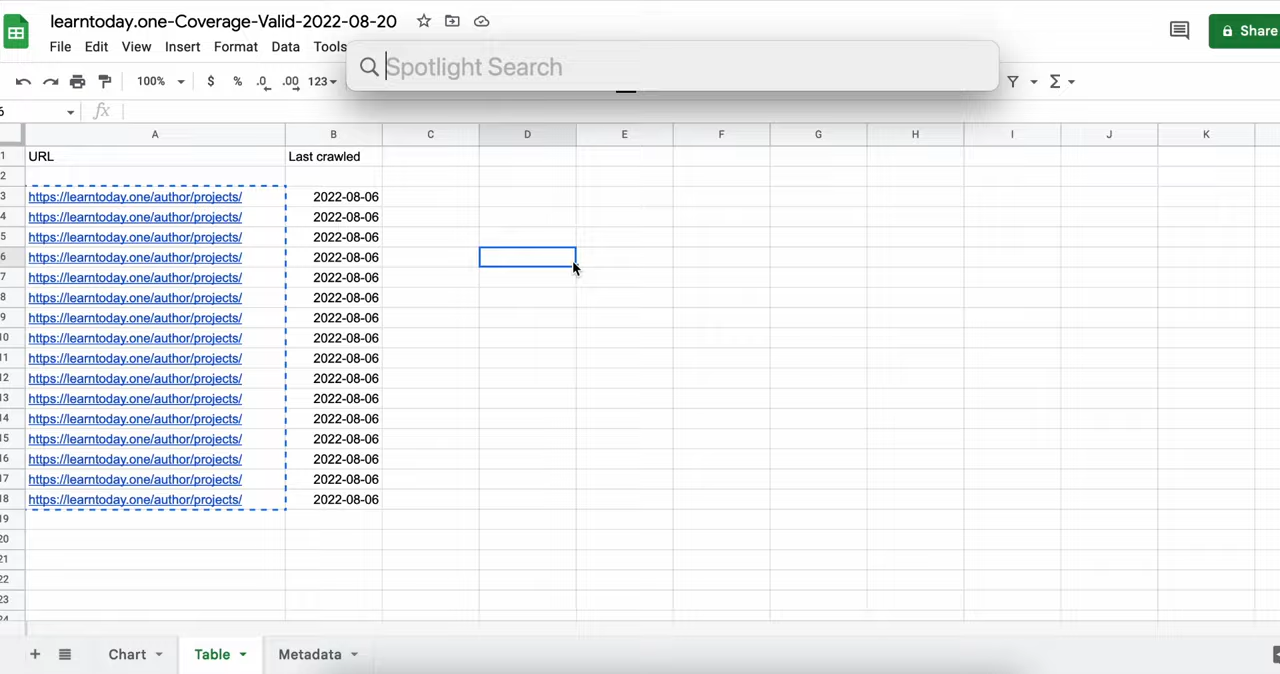 learntoday.one-Coverage-Valid-2022-08-20
File Edit View Insert Format Data Tools
Spotlight Search
Share
100% $ % .0 .00 123
6 fx
A B C D E F G H I J K
1 URL Last crawled
2
3 https://learntoday.one/author/projects/ 2022-08-06
4 https://learntoday.one/author/projects/ 2022-08-06
5 https://learntoday.one/author/projects/ 2022-08-06
6 https://learntoday.one/author/projects/ 2022-08-06
7 https://learntoday.one/author/projects/ 2022-08-06
8 https://learntoday.one/author/projects/ 2022-08-06
9 https://learntoday.one/author/projects/ 2022-08-06
10 https://learntoday.one/author/projects/ 2022-08-06
11 https://learntoday.one/author/projects/ 2022-08-06
12 https://learntoday.one/author/projects/ 2022-08-06
13 https://learntoday.one/author/projects/ 2022-08-06
14 https://learntoday.one/author/projects/ 2022-08-06
15 https://learntoday.one/author/projects/ 2022-08-06
16 https://learntoday.one/author/projects/ 2022-08-06
17 https://learntoday.one/author/projects/ 2022-08-06
18 https://learntoday.one/author/projects/ 2022-08-06
19
20
21
22
23
24
Chart Table Metadata